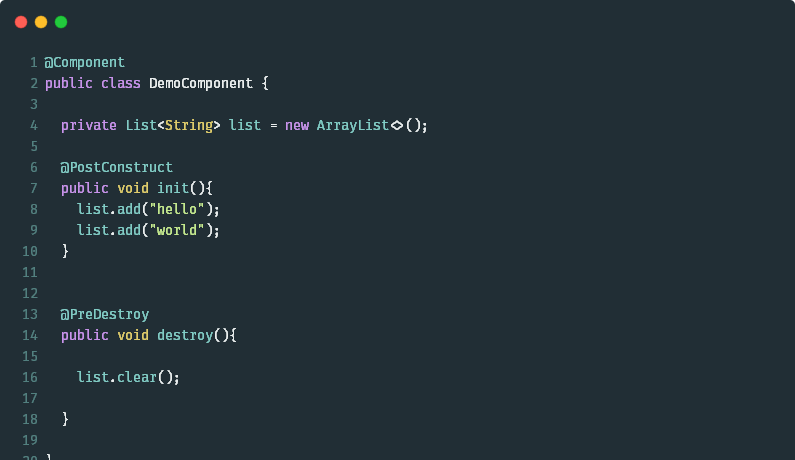 1 @Component
2 public class DemoComponent {
3
4 private List<String> list = new ArrayList<>();
5
6 @PostConstruct
7 public void init(){
8 list.add("hello");
9 list.add("world");
10 }
11
12
13 @PreDestroy
14 public void destroy(){
15
16 list.clear();
17
18 }
19
20 }